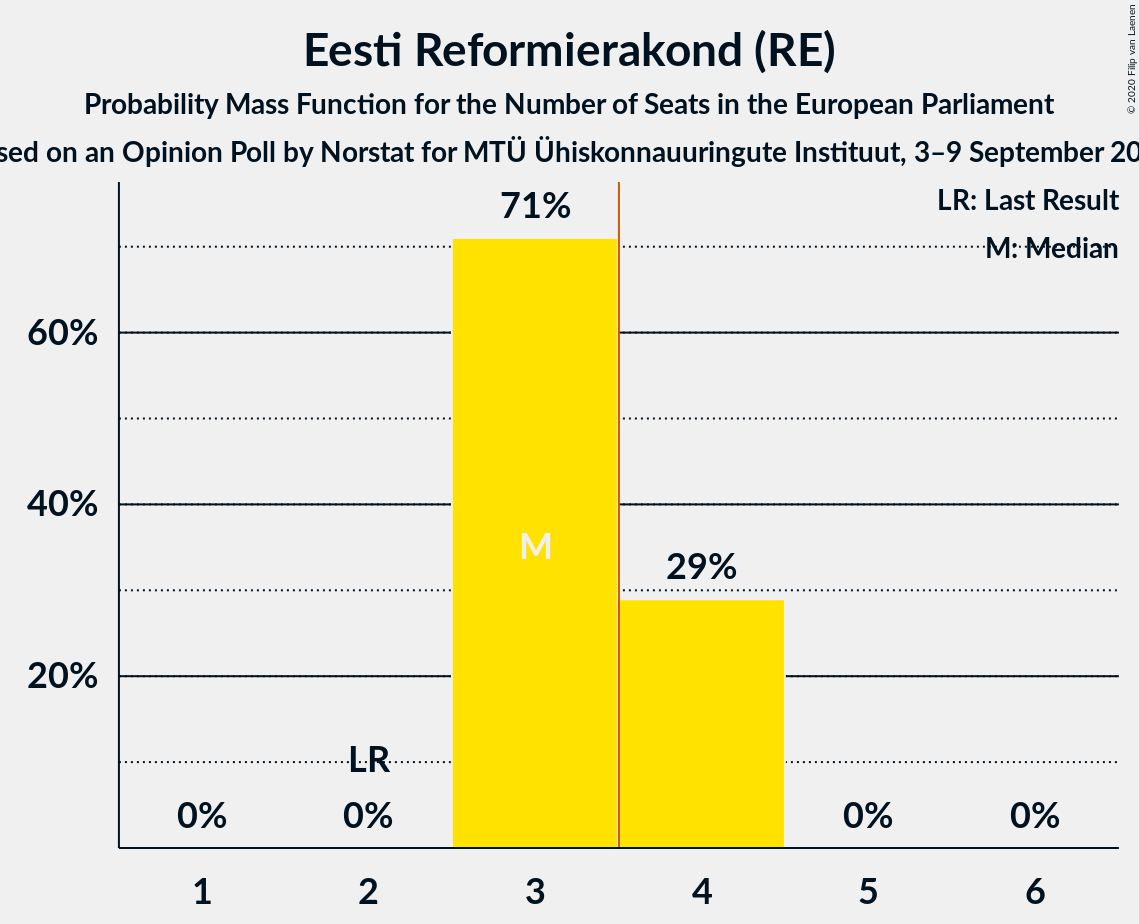 Eesti Reformierakond (RE)
Probability Mass Function for the Number of Seats in the European Parliament
sed on an Opinion Poll by Norstat for MTÜ Ühiskonnauuringute Instituut, 3–9 September 20
© 2020 Filip van Laenen
LR: Last Result
M: Median
71%
60%
40%
M
29%
20%
LR
0%
0%
0%
0%
1
2
3
4
5
6